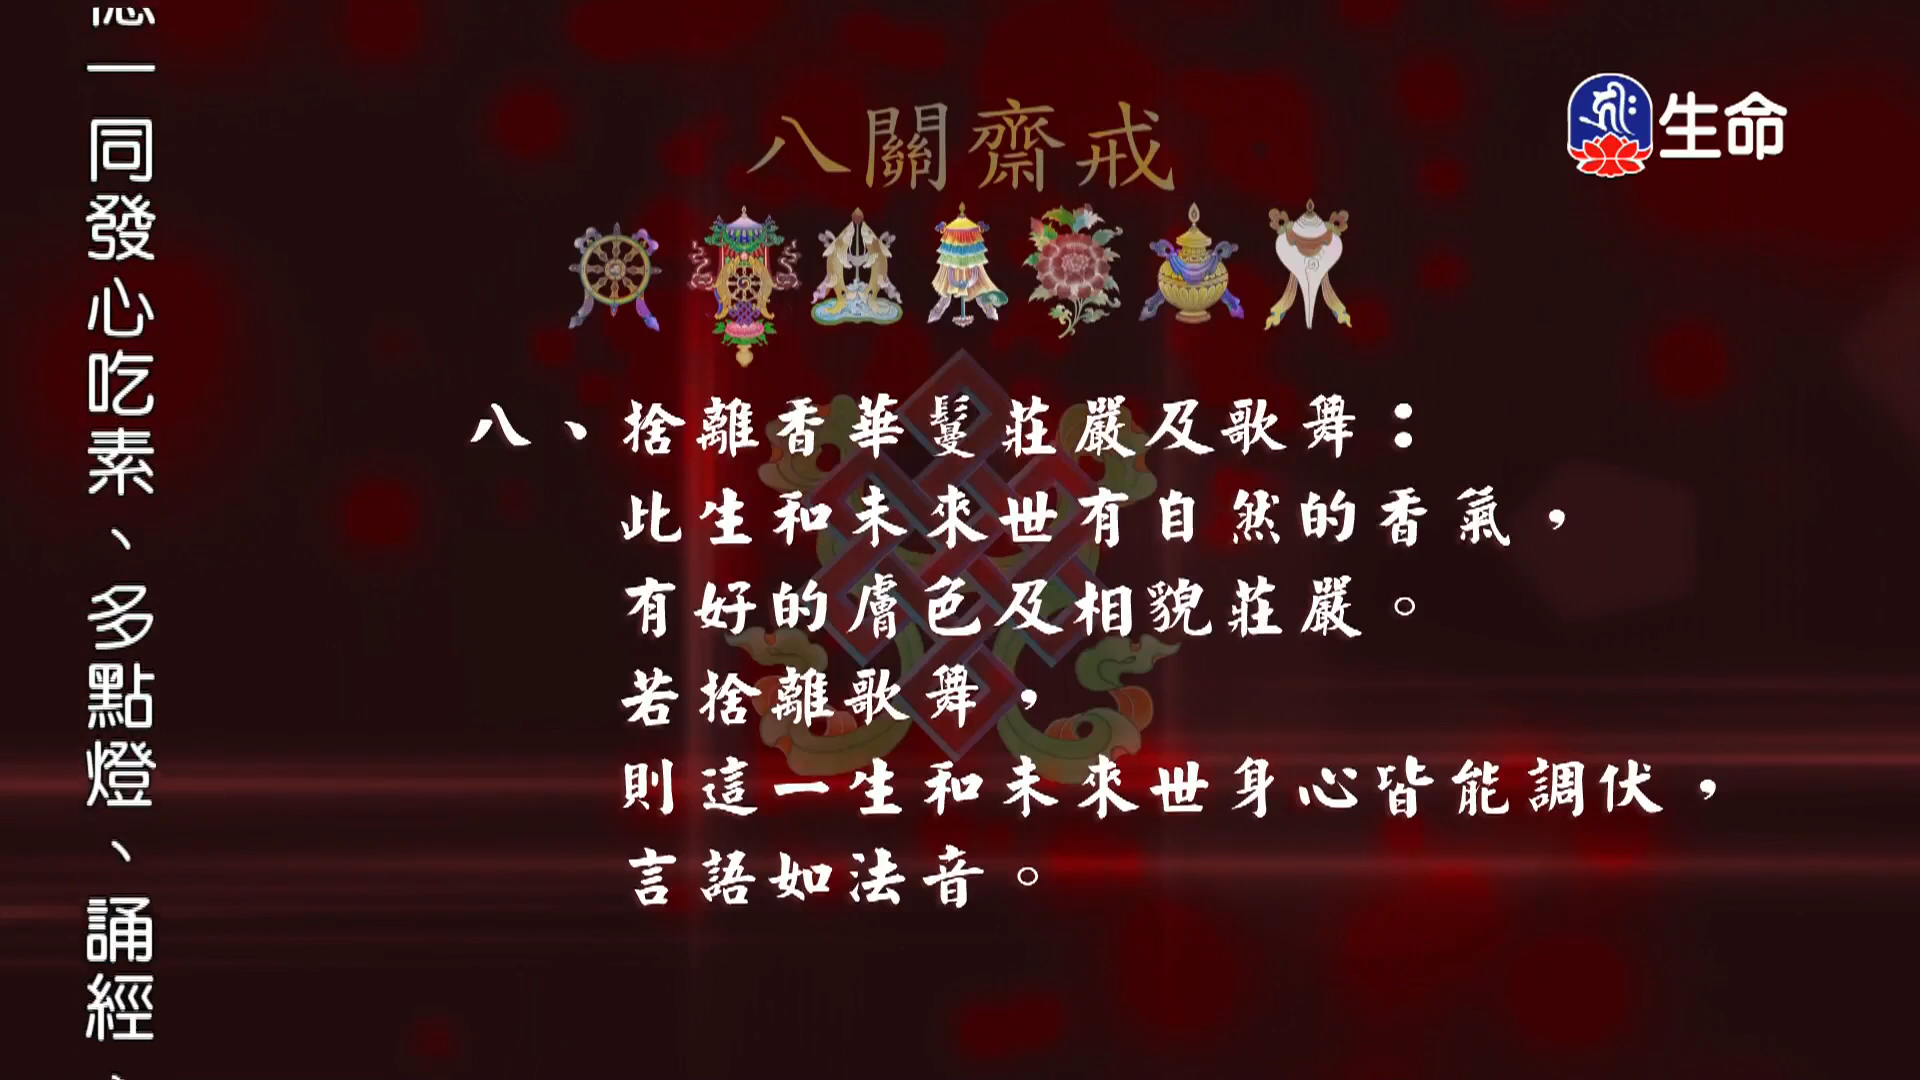 八關齋戒
生命
八、捨離香華鬘莊嚴及歌舞：
此生和未來世有自然的香氣，
有好的膚色及相貌莊嚴。
若捨離歌舞，
則這一生和未來世身心皆能調伏，
言語如法音。
一同發心吃素、多點燈、誦經